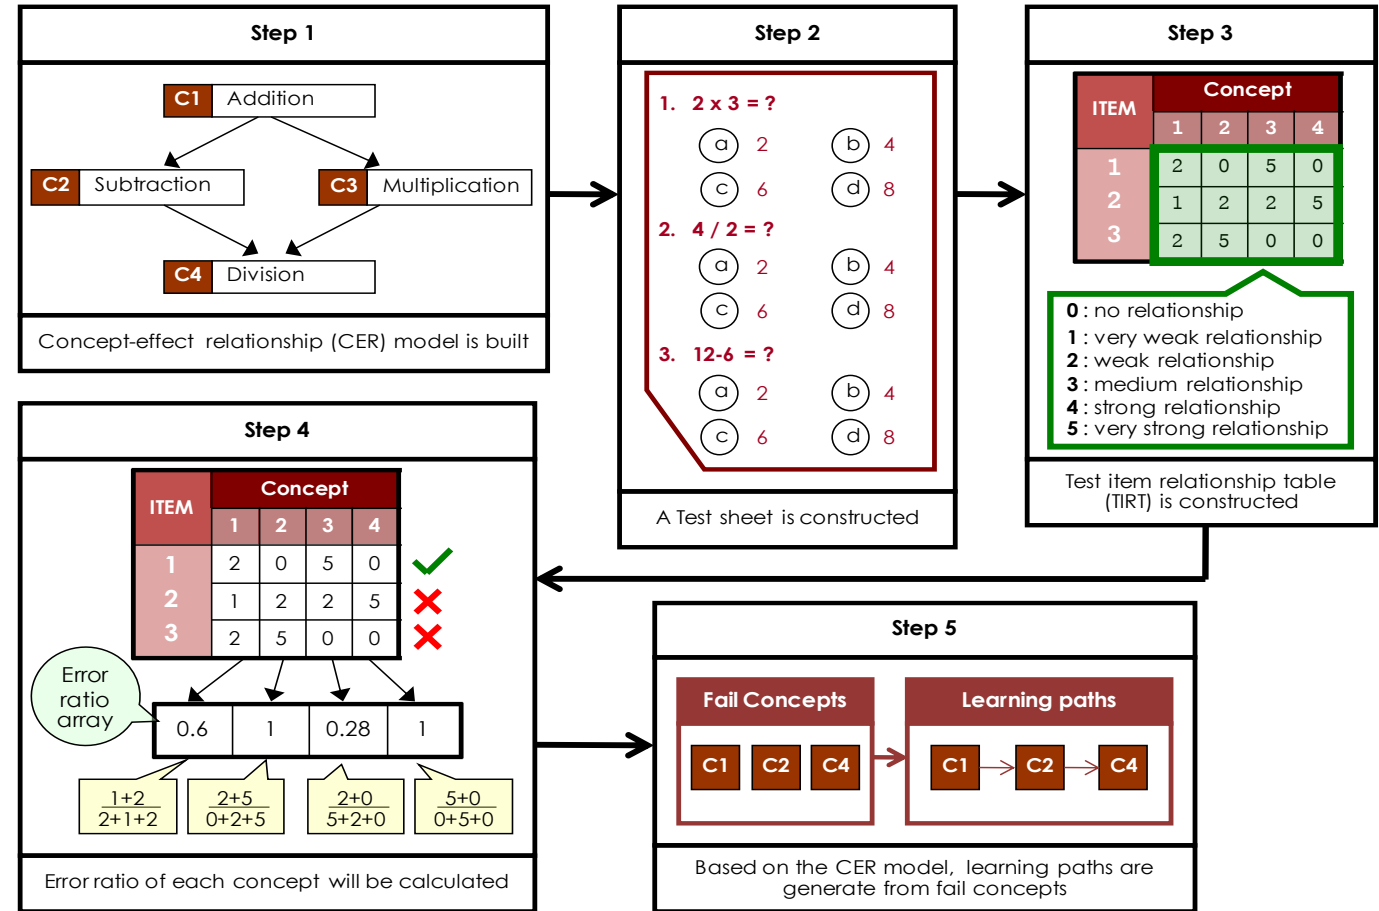 Step 1
C1 Addition
C2 Subtraction
C3 Multiplication
C4 Division
Concept-effect relationship (CER) model is built
Step 2
1. 2 x 3 = ?
a 2 b 4
c 6 d 8
2. 4 / 2 = ?
a 2 b 4
c 6 d 8
3. 12-6 = ?
a 2 b 4
c 6 d 8
A Test sheet is constructed
Step 3
ITEM Concept
1 2 3 4
1 2 0 5 0
2 1 2 2 5
3 2 5 0 0
0 : no relationship
1 : very weak relationship
2 : weak relationship
3 : medium relationship
4 : strong relationship
5 : very strong relationship
Test item relationship table
(TIRT) is constructed
Step 4
ITEM Concept
1 2 3 4
1 2 0 5 0
2 1 2 2 5
3 2 5 0 0
Error
ratio
array
0.6 1 0.28 1
1+2
2+1+2
2+5
0+2+5
2+0
5+2+0
5+0
0+5+0
Error ratio of each concept will be calculated
Step 5
Fail Concepts
C1 C2 C4
Learning paths
C1 C2 C4
Based on the CER model, learning paths are
generate from fail concepts